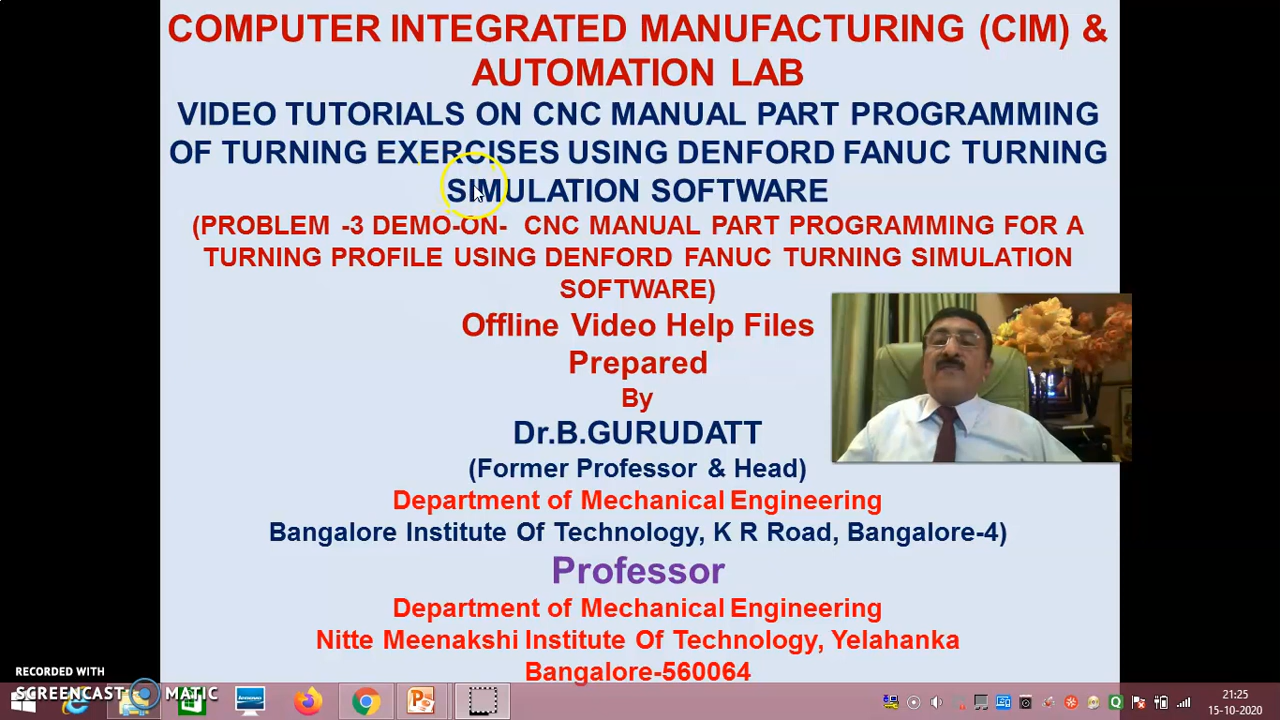 COMPUTER INTEGRATED MANUFACTURING (CIM) &
AUTOMATION LAB
VIDEO TUTORIALS ON CNC MANUAL PART PROGRAMMING
OF TURNING EXERCISES USING DENFORD FANUC TURNING
SIMULATION SOFTWARE
(PROBLEM -3 DEMO-ON- CNC MANUAL PART PROGRAMMING FOR A
TURNING PROFILE USING DENFORD FANUC TURNING SIMULATION
SOFTWARE)
Offline Video Help Files
Prepared
By
Dr.B.GURUDATT
(Former Professor & Head)
Department of Mechanical Engineering
Bangalore Institute Of Technology, K R Road, Bangalore-4)
Professor
Department of Mechanical Engineering
Nitte Meenakshi Institute Of Technology, Yelahanka
Bangalore-560064
RECORDED WITH
SCREENCAST MATIC
21:25
15-10-2020